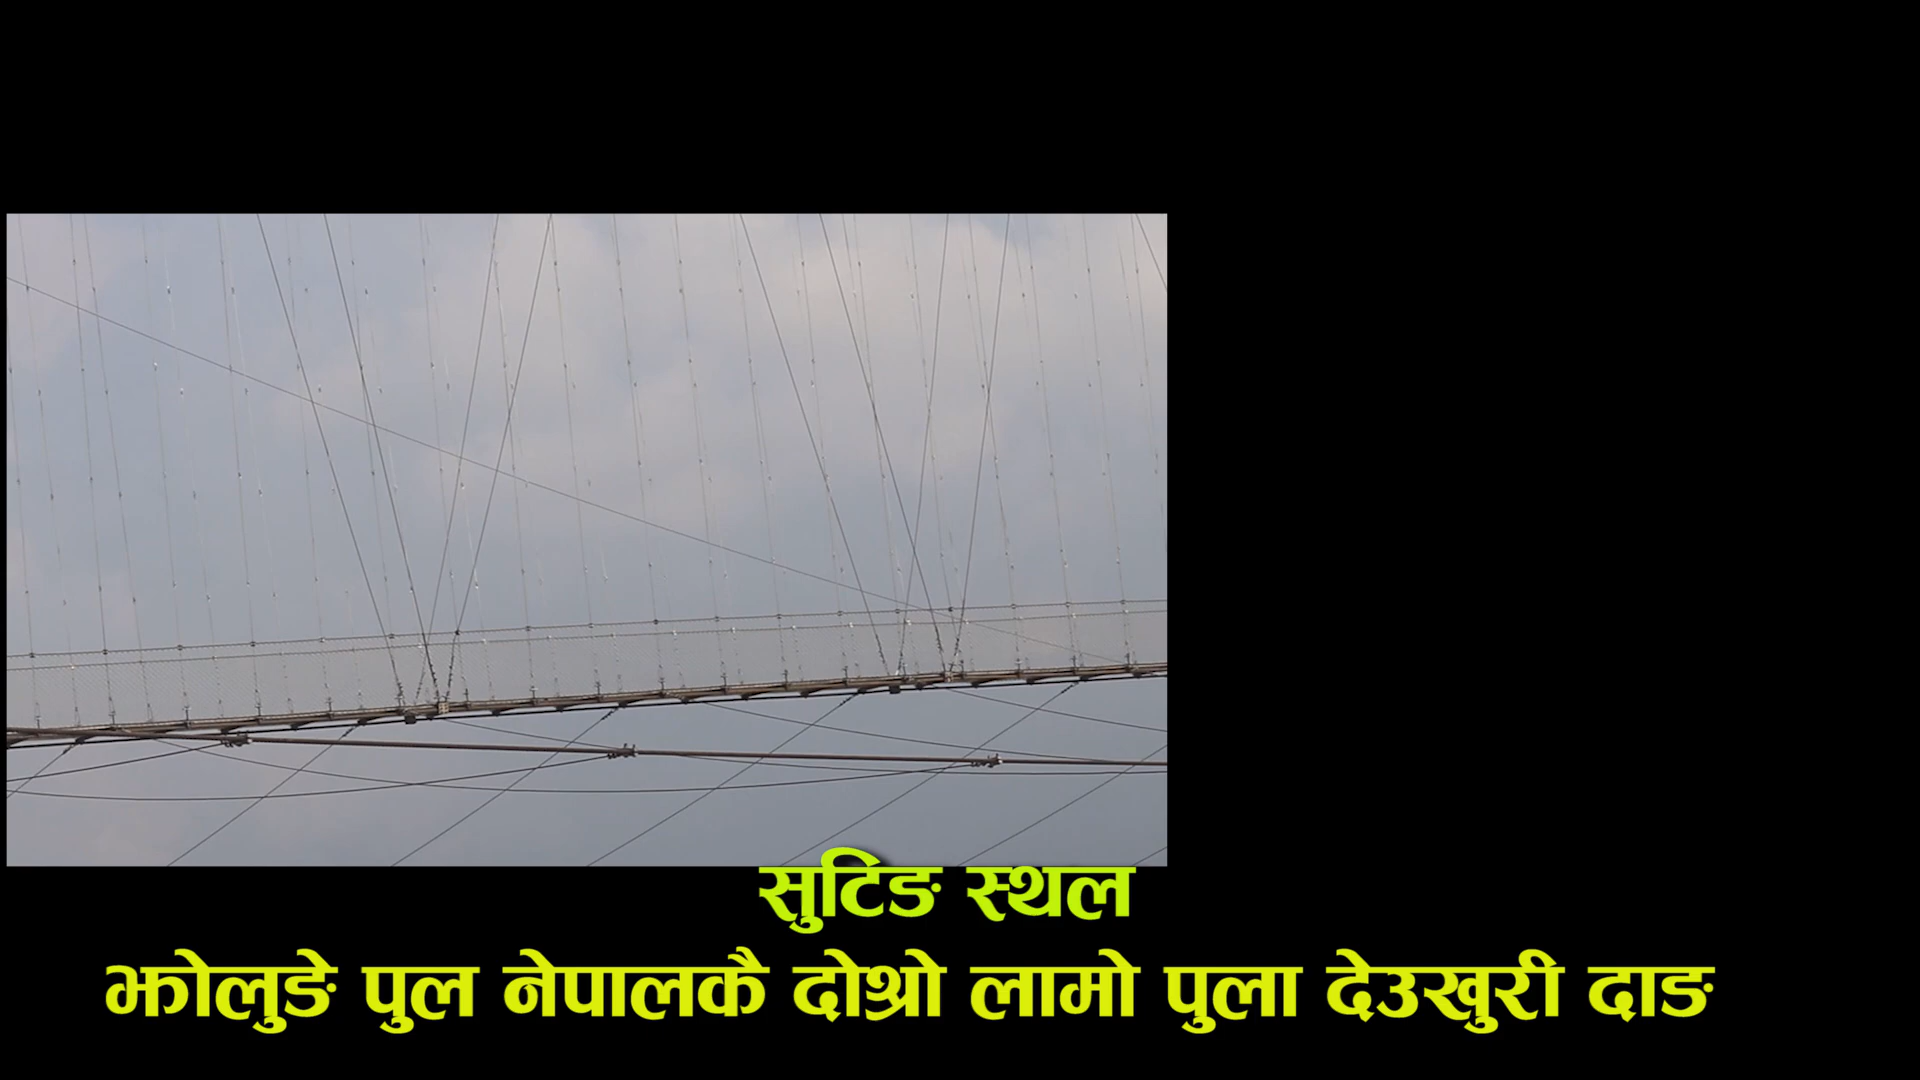 सुटिङ स्थल
झोलुङे पुल नेपालकै दोश्रो लामो पुला देउखुरी दाङ